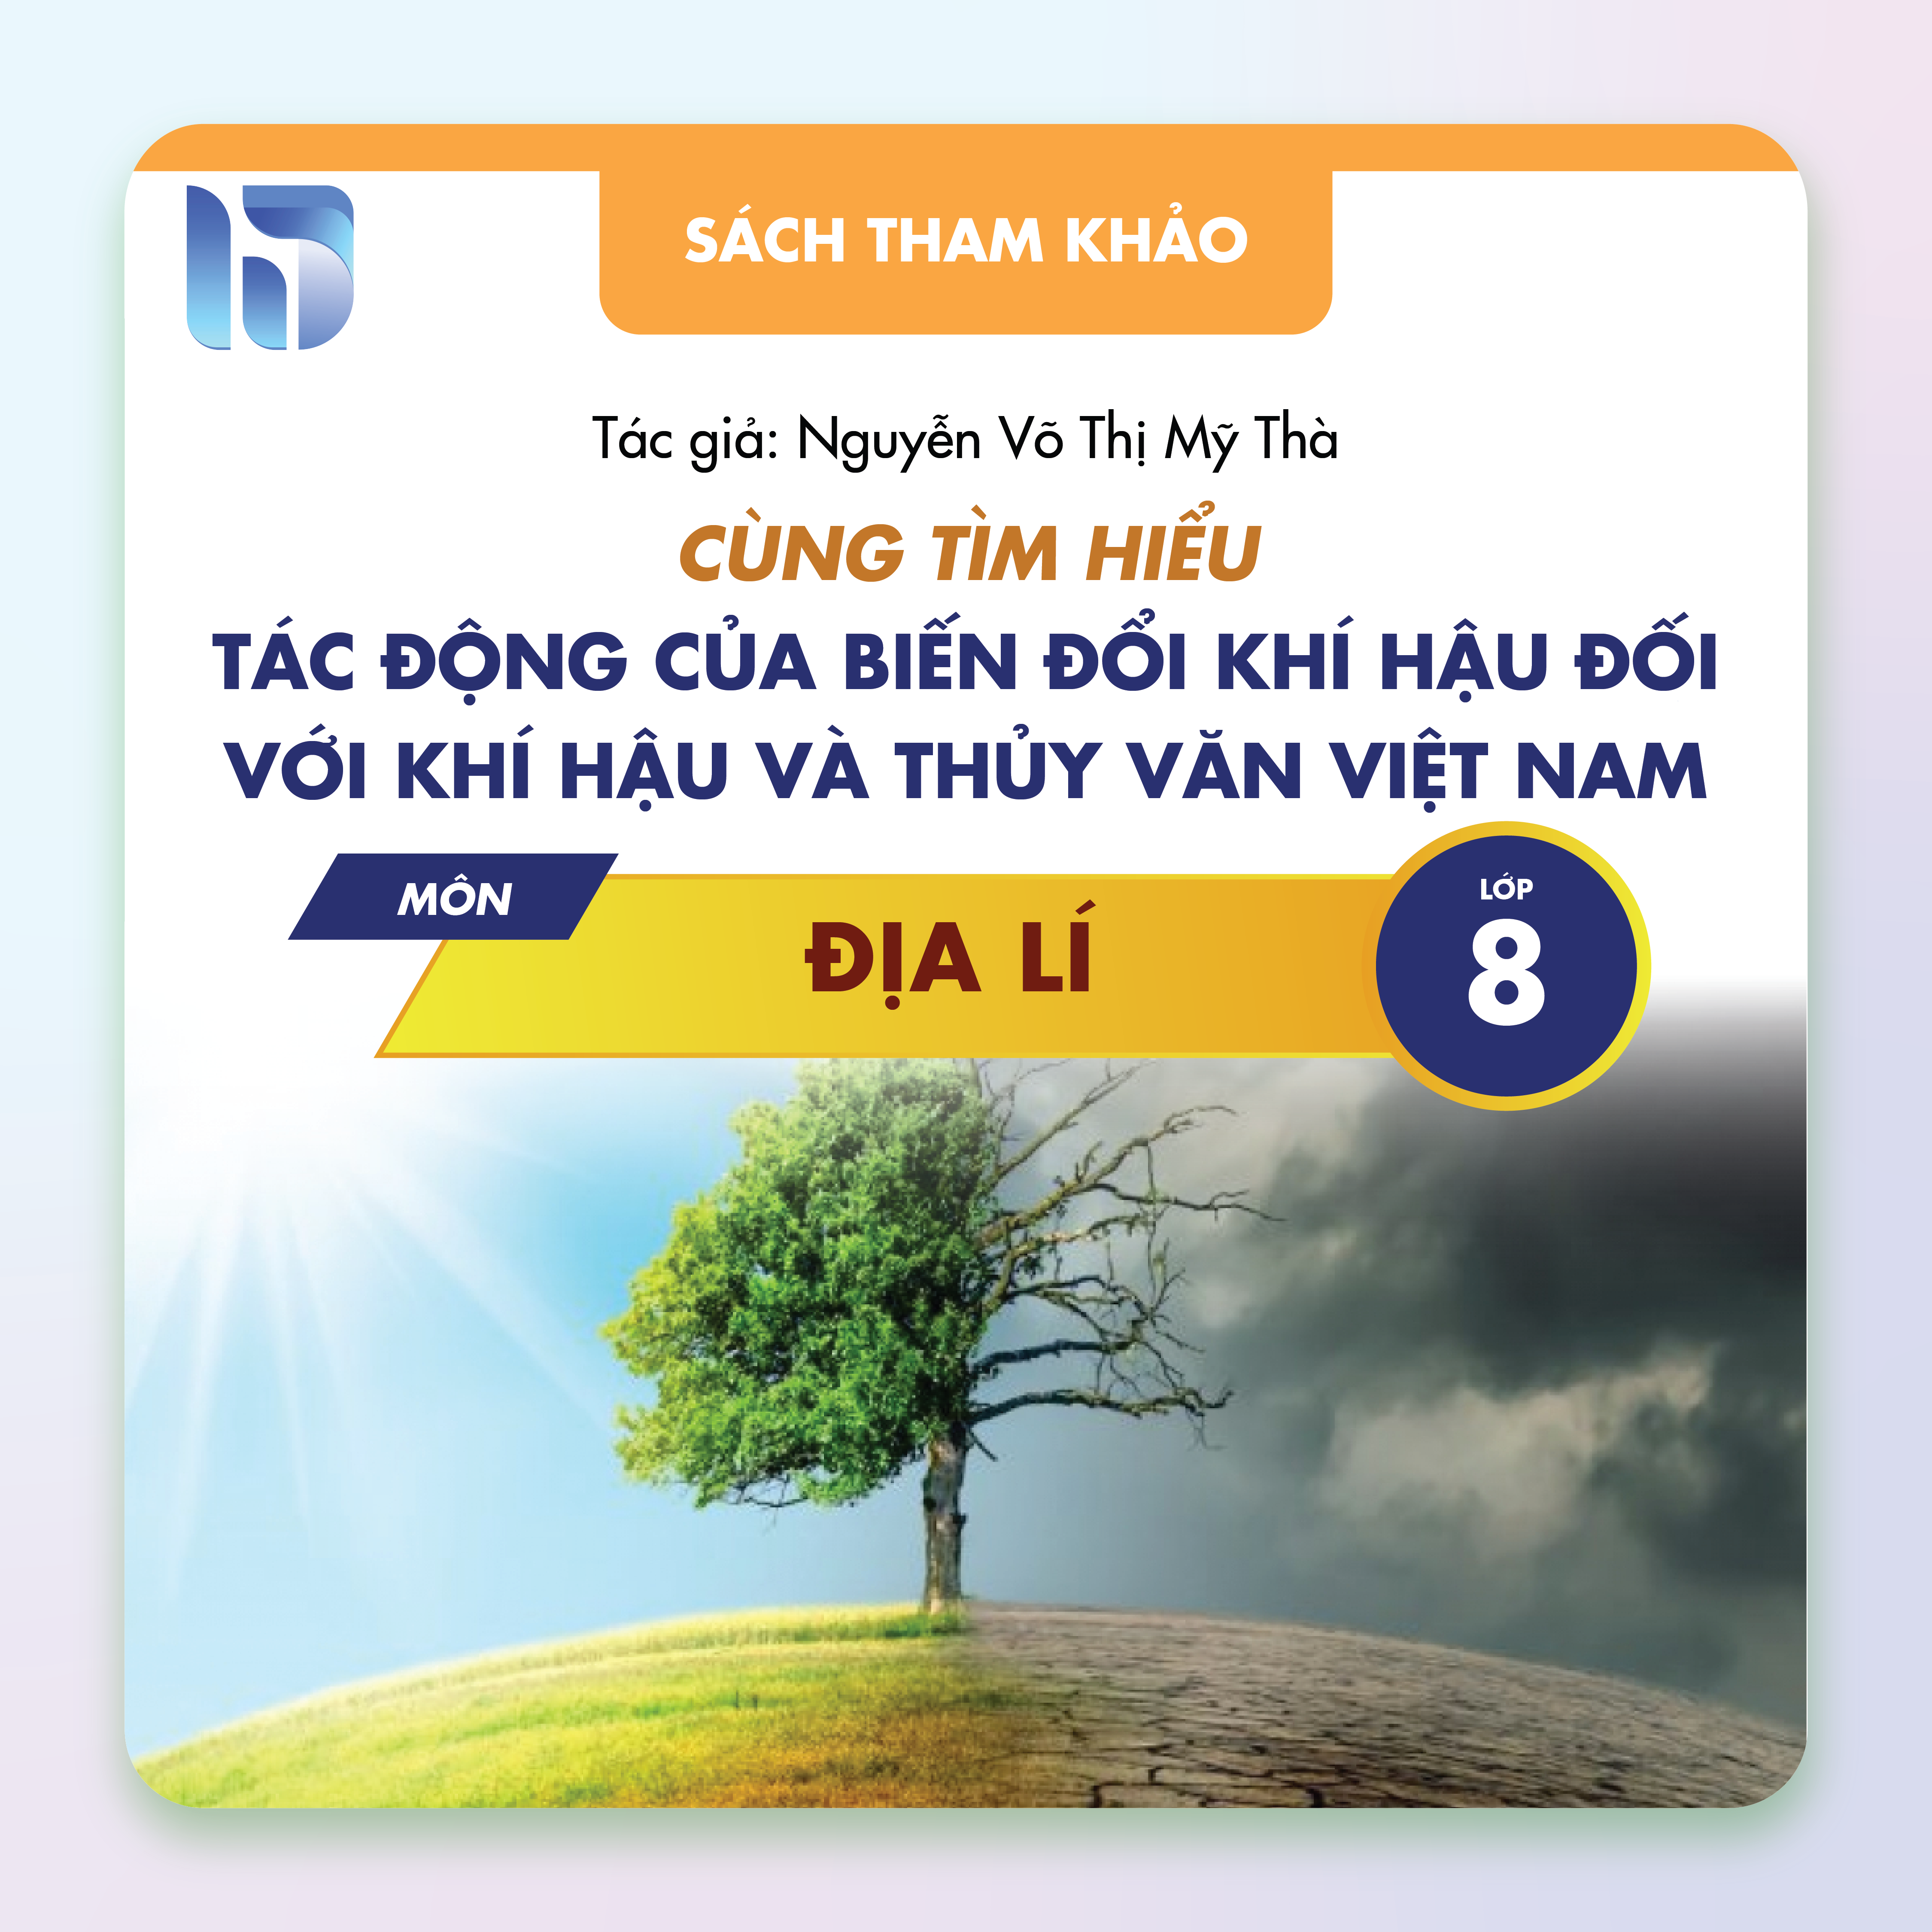 SÁCH THAM KHẢO
Tác giả: Nguyễn Võ Thị Mỹ Thà
CÙNG TÌM HIỂU
TÁC ĐỘNG CỦA BIẾN ĐỔI KHÍ HẬU ĐỐI
VỚI KHÍ HẬU VÀ THỦY VĂN VIỆT NAM
MÔN
ĐỊA LÍ
LỚP
8